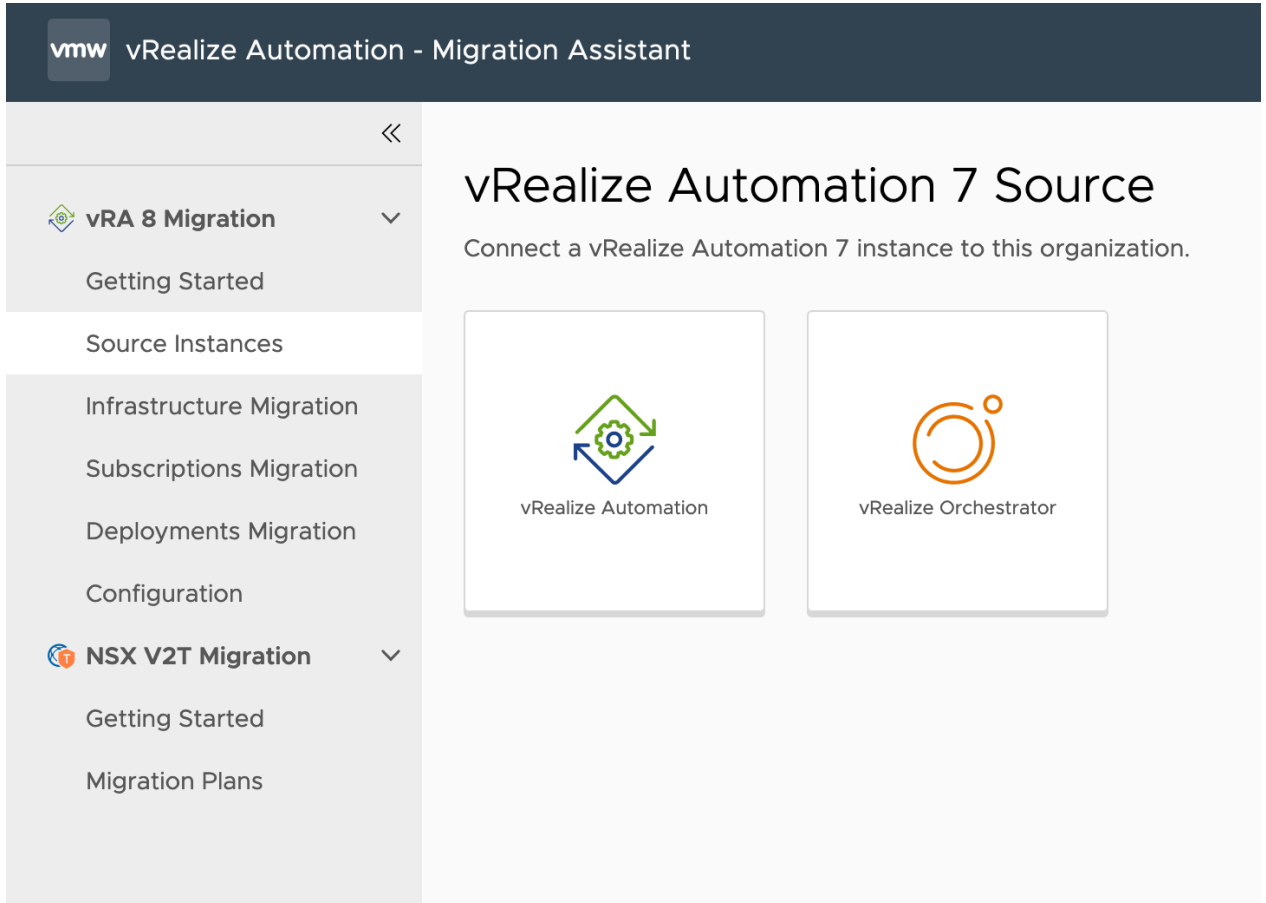 vmw vRealize Automation - Migration Assistant
vRA 8 Migration
Getting Started
Source Instances
Infrastructure Migration
Subscriptions Migration
Deployments Migration
Configuration
NSX V2T Migration
T
Getting Started
Migration Plans
vRealize Automation 7 Source
Connect a vRealize Automation 7 instance to this organization.
vRealize Automation
vRealize Orchestrator